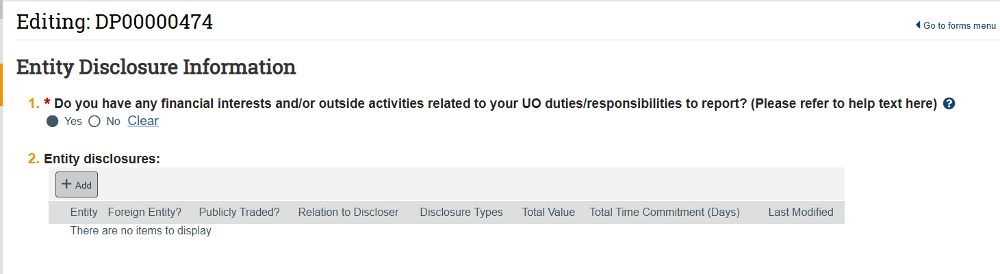 Editing: DP00000474
Go to forms menu
Entity Disclosure Information
1. * Do you have any financial interests and/or outside activities related to your UO duties/responsibilities to report? (Please refer to help text here) ?
Yes No Clear
2. Entity disclosures:
+ Add
Entity Foreign Entity? Publicly Traded? Relation to Discloser Disclosure Types Total Value Total Time Commitment (Days) Last Modified
There are no items to display